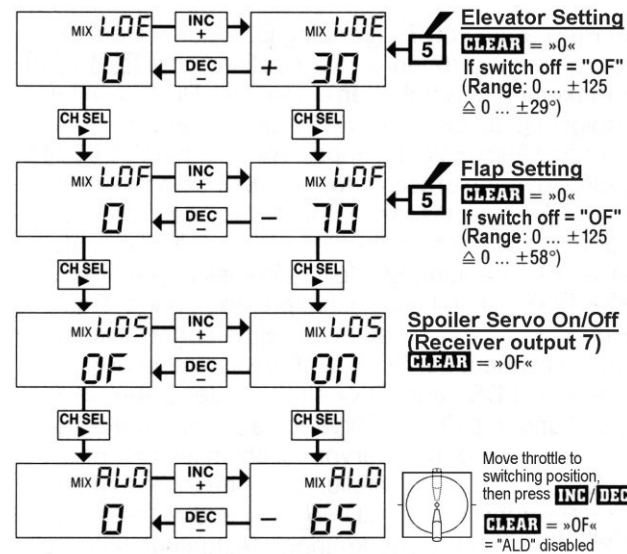 MIX LOE
0
INC
+
DEC
–
MIX LOE
+ 30
5
Elevator Setting
CLEAR = »0«
If switch off = "OF"
(Range: 0 ... ±125
≙ 0 ... ±29°)
CH SEL
CH SEL
MIX LOF
0
INC
+
DEC
–
MIX LOF
– 70
5
Flap Setting
CLEAR = »0«
If switch off = "OF"
(Range: 0 ... ±125
≙ 0 ... ±58°)
CH SEL
CH SEL
MIX LOS
OF
INC
+
DEC
–
MIX LOS
ON
Spoiler Servo On/Off
(Receiver output 7)
CLEAR = »OF«
CH SEL
CH SEL
MIX ALO
0
INC
+
DEC
–
MIX ALO
– 65
Move throttle to
switching position,
then press INC/DEC
CLEAR = »OF«
= "ALD" disabled